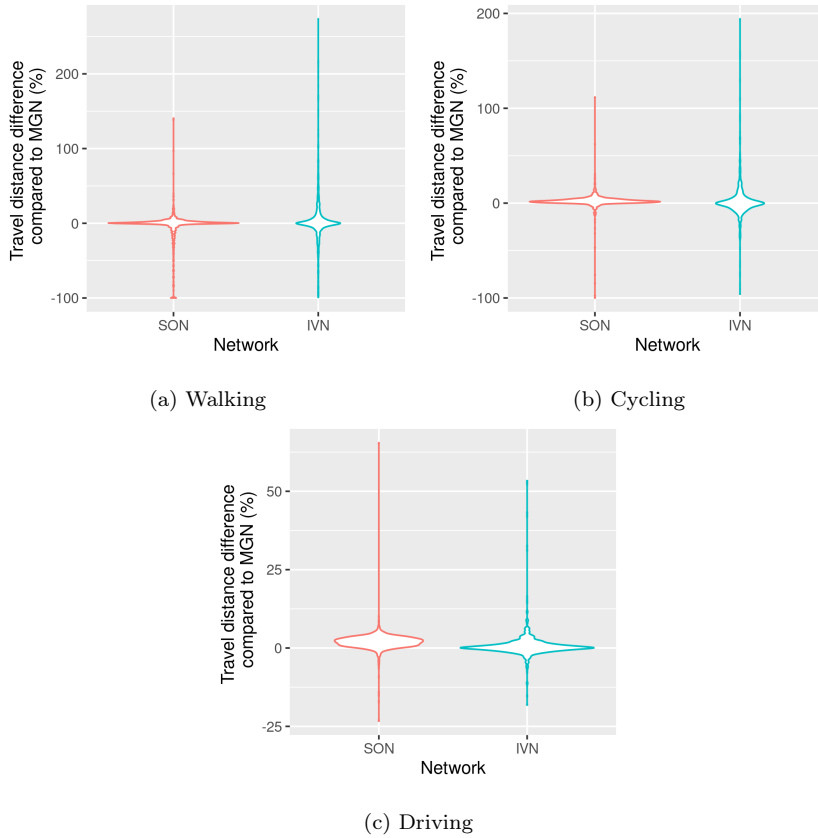 Travel distance difference
compared to MGN (%)
200
100
0
-100
SON
IVN
Network
(a) Walking
Travel distance difference
compared to MGN (%)
200
100
0
-100
SON
IVN
Network
(b) Cycling
Travel distance difference
compared to MGN (%)
50
25
0
-25
SON
IVN
Network
(c) Driving